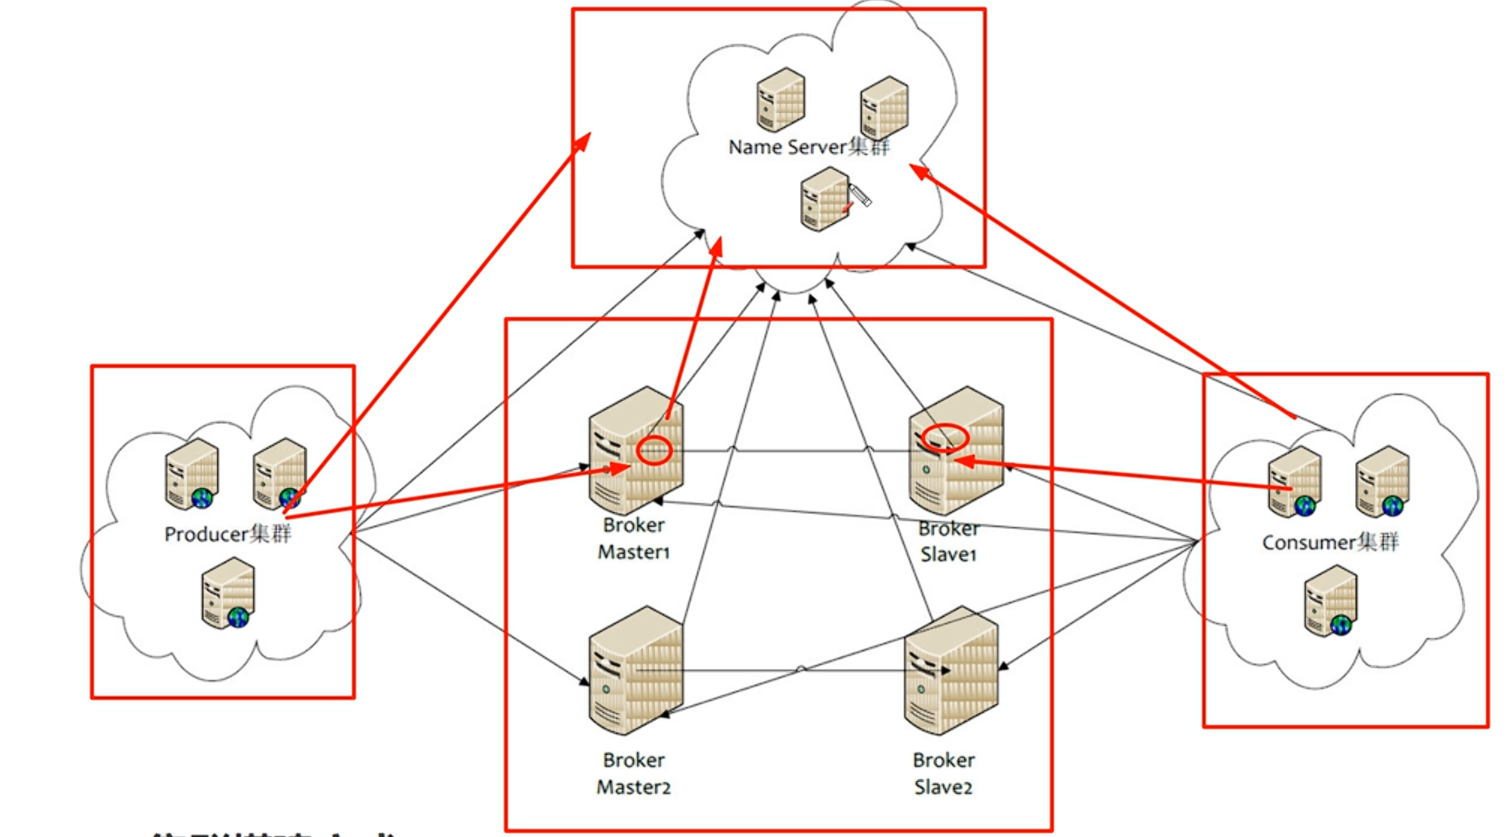 Name Server集群
Producer集群
Broker
Master1
Broker
Slave1
Consumer集群
Broker
Master2
Broker
Slave2